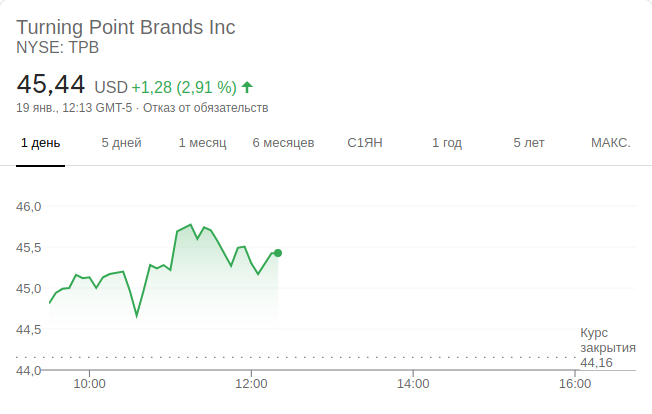 Turning Point Brands Inc
NYSE: TPB
45,44 USD +1,28 (2,91 %)
19 янв., 12:13 GMT-5 · Отказ от обязательств
1 день 5 дней 1 месяц 6 месяцев С1ЯН 1 год 5 лет МАКС.
46,0
45,5
45,0
44,5
Курс
закрытия
44,16
44,0
10:00 12:00 14:00 16:00